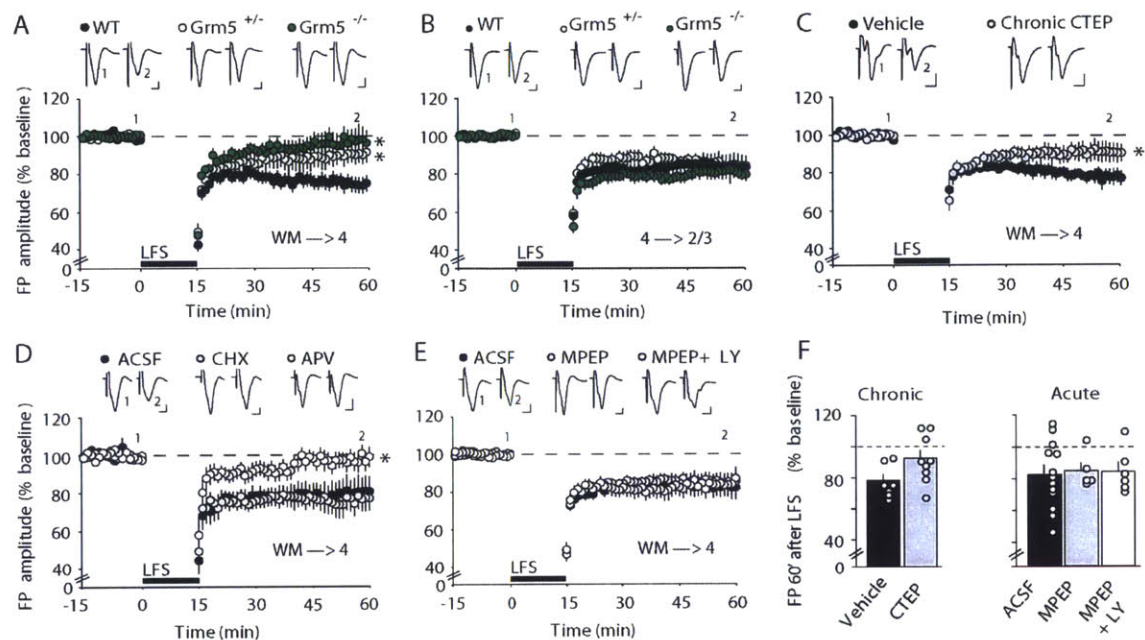 A
WT Grm5 +/- Grm5 -/-
1 2
FP amplitude (% baseline)
120
100
80
60
40
0
1 2
*
*
LFS
WM —> 4
-15 0 15 30 45 60
Time (min)
B
WT Grm5 +/- Grm5 -/-
1 2
120
100
80
60
40
0
1 2
LFS
4 —> 2/3
-15 0 15 30 45 60
Time (min)
C
Vehicle Chronic CTEP
1 2
120
100
80
60
40
0
1 2
*
LFS
WM —> 4
-15 0 15 30 45 60
Time (min)
D
ACSF CHX APV
1 2
FP amplitude (% baseline)
120
100
80
60
40
0
1 2
*
LFS
WM —> 4
-15 0 15 30 45 60
Time (min)
E
ACSF MPEP MPEP+ LY
1 2
120
100
80
60
40
0
1 2
LFS
WM —> 4
-15 0 15 30 45 60
Time (min)
F
Chronic Acute
FP 60' after LFS (% baseline)
120
80
40
0
Vehicle
CTEP
120
80
40
0
ACSF
MPEP
MPEP
+ LY